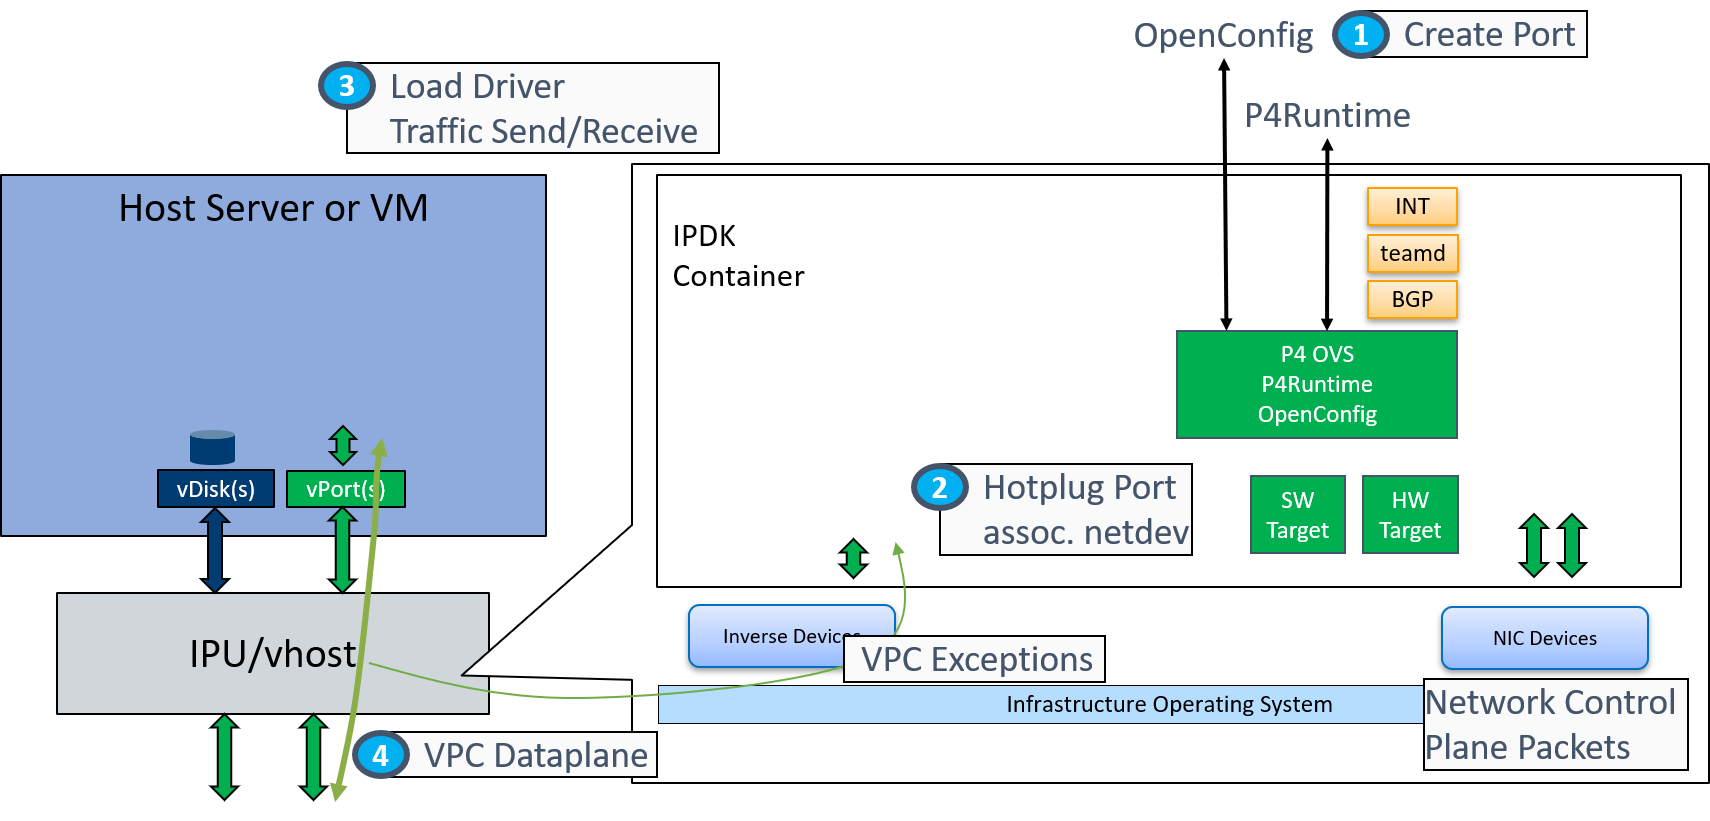 OpenConfig
1 Create Port
3 Load Driver
Traffic Send/Receive
P4Runtime
Host Server or VM
IPDK
Container
INT
teamd
BGP
P4 OVS
P4Runtime
OpenConfig
vDisk(s)
vPort(s)
2 Hotplug Port
assoc. netdev
SW
Target
HW
Target
IPU/vhost
Inverse Devices
VPC Exceptions
NIC Devices
Infrastructure Operating System
Network Control
Plane Packets
4 VPC Dataplane